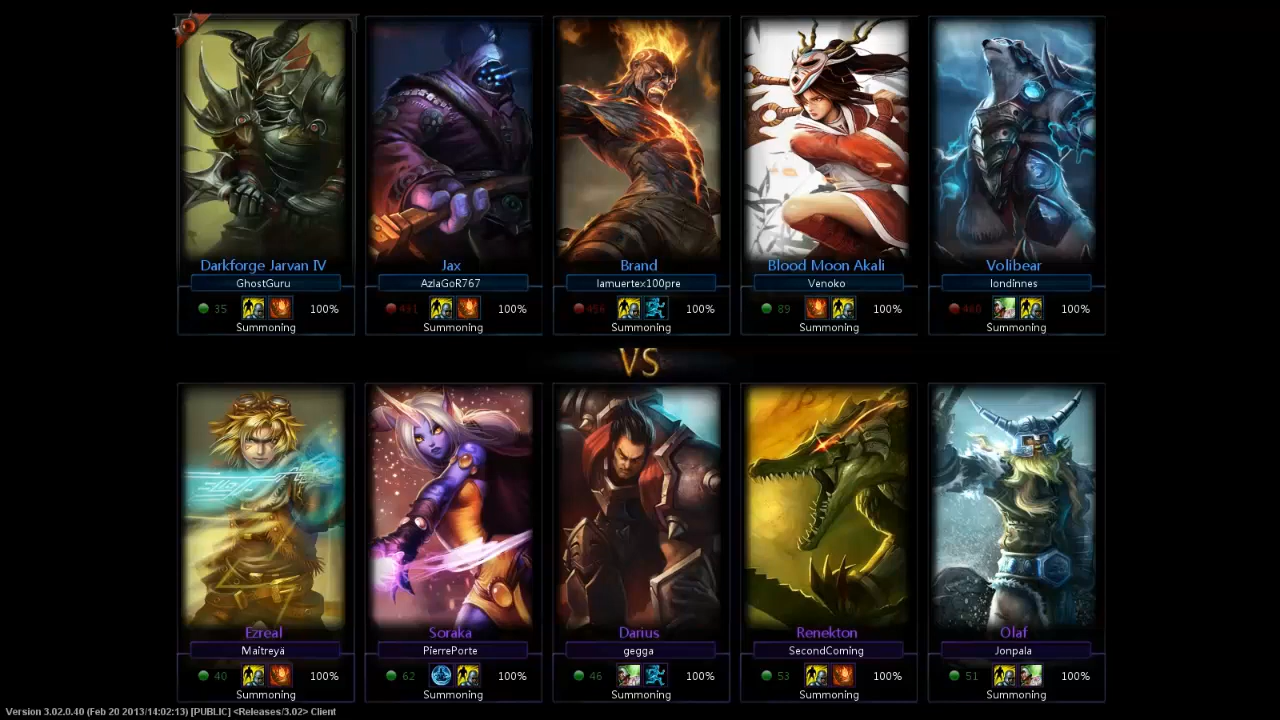 Darkforge Jarvan IV
GhostGuru
35 100%
Summoning
Jax
AzlaGoR767
431 100%
Summoning
Brand
lamuertex100pre
456 100%
Summoning
Blood Moon Akali
Venoko
89 100%
Summoning
Volibear
londinnes
100%
Summoning
VS
Ezreal
Maitreyä
40 100%
Summoning
Soraka
PierrePorte
62 100%
Summoning
Darius
gegga
46 100%
Summoning
Renekton
SecondComing
53 100%
Summoning
Olaf
Jonpala
51 100%
Summoning
Version 3.02.0.40 (Feb 20 2013/14:02:13) [PUBLIC] <Releases/3.02> Client